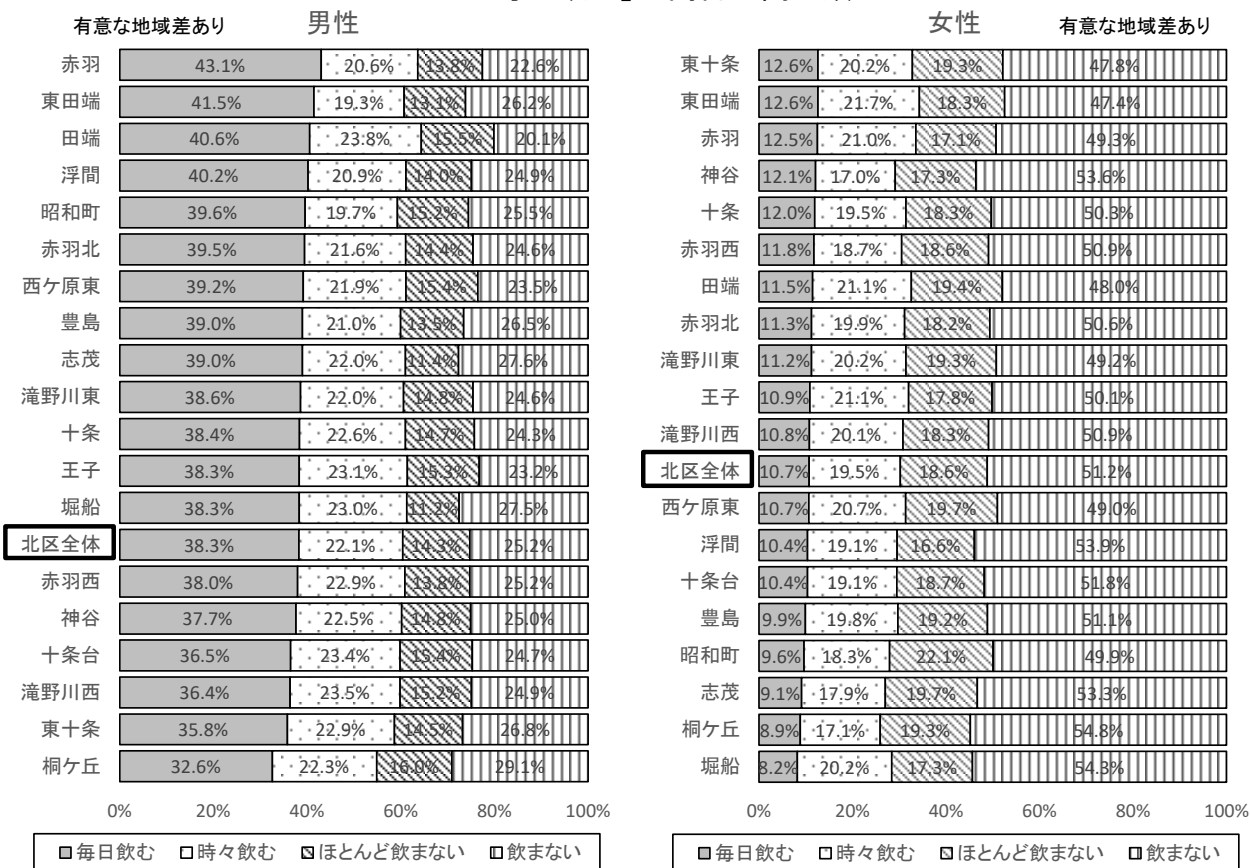 有意な地域差あり 男性
赤羽 43.1% 20.6% 13.8% 22.6%
東田端 41.5% 19.3% 13.1% 26.2%
田端 40.6% 23.8% 15.5% 20.1%
浮間 40.2% 20.9% 14.0% 24.9%
昭和町 39.6% 19.7% 15.2% 25.5%
赤羽北 39.5% 21.6% 14.4% 24.6%
西ケ原東 39.2% 21.9% 15.4% 23.5%
豊島 39.0% 21.0% 13.5% 26.5%
志茂 39.0% 22.0% 11.4% 27.6%
滝野川東 38.6% 22.0% 14.8% 24.6%
十条 38.4% 22.6% 14.7% 24.3%
王子 38.3% 23.1% 15.3% 23.2%
堀船 38.3% 23.0% 11.2% 27.5%
北区全体 38.3% 22.1% 14.3% 25.2%
赤羽西 38.0% 22.9% 13.8% 25.2%
神谷 37.7% 22.5% 14.8% 25.0%
十条台 36.5% 23.4% 15.4% 24.7%
滝野川西 36.4% 23.5% 15.2% 24.9%
東十条 35.8% 22.9% 14.5% 26.8%
桐ケ丘 32.6% 22.3% 16.0% 29.1%
0% 20% 40% 60% 80% 100%
毎日飲む 時々飲む ほとんど飲まない 飲まない
女性 有意な地域差あり
東十条 12.6% 20.2% 19.3% 47.8%
東田端 12.6% 21.7% 18.3% 47.4%
赤羽 12.5% 21.0% 17.1% 49.3%
神谷 12.1% 17.0% 17.3% 53.6%
十条 12.0% 19.5% 18.3% 50.3%
赤羽西 11.8% 18.7% 18.6% 50.9%
田端 11.5% 21.1% 19.4% 48.0%
赤羽北 11.3% 19.9% 18.2% 50.6%
滝野川東 11.2% 20.2% 19.3% 49.2%
王子 10.9% 21.1% 17.8% 50.1%
滝野川西 10.8% 20.1% 18.3% 50.9%
北区全体 10.7% 19.5% 18.6% 51.2%
西ケ原東 10.7% 20.7% 19.7% 49.0%
浮間 10.4% 19.1% 16.6% 53.9%
十条台 10.4% 19.1% 18.7% 51.8%
豊島 9.9% 19.8% 19.2% 51.1%
昭和町 9.6% 18.3% 22.1% 49.9%
志茂 9.1% 17.9% 19.7% 53.3%
桐ケ丘 8.9% 17.1% 19.3% 54.8%
堀船 8.2% 20.2% 17.3% 54.3%
0% 20% 40% 60% 80% 100%
毎日飲む 時々飲む ほとんど飲まない 飲まない